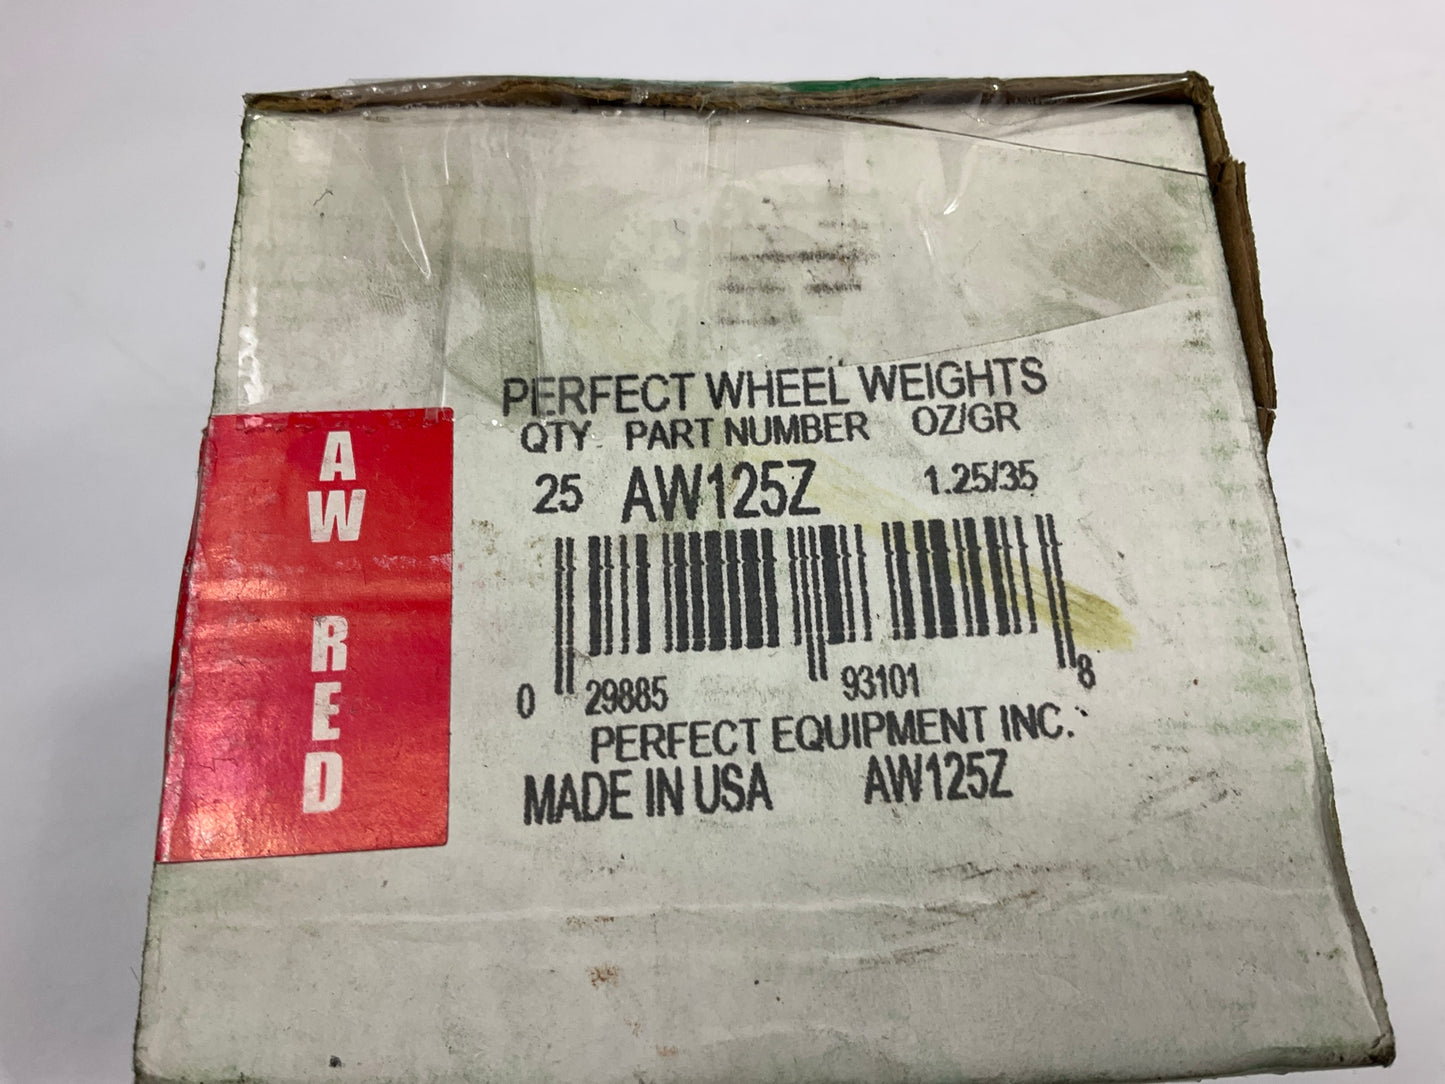 AW RED
PERFECT WHEEL WEIGHTS
QTY PART NUMBER OZ/GR
25 AW125Z 1.25/35
0 29885 93101 8
PERFECT EQUIPMENT INC.
MADE IN USA AW125Z